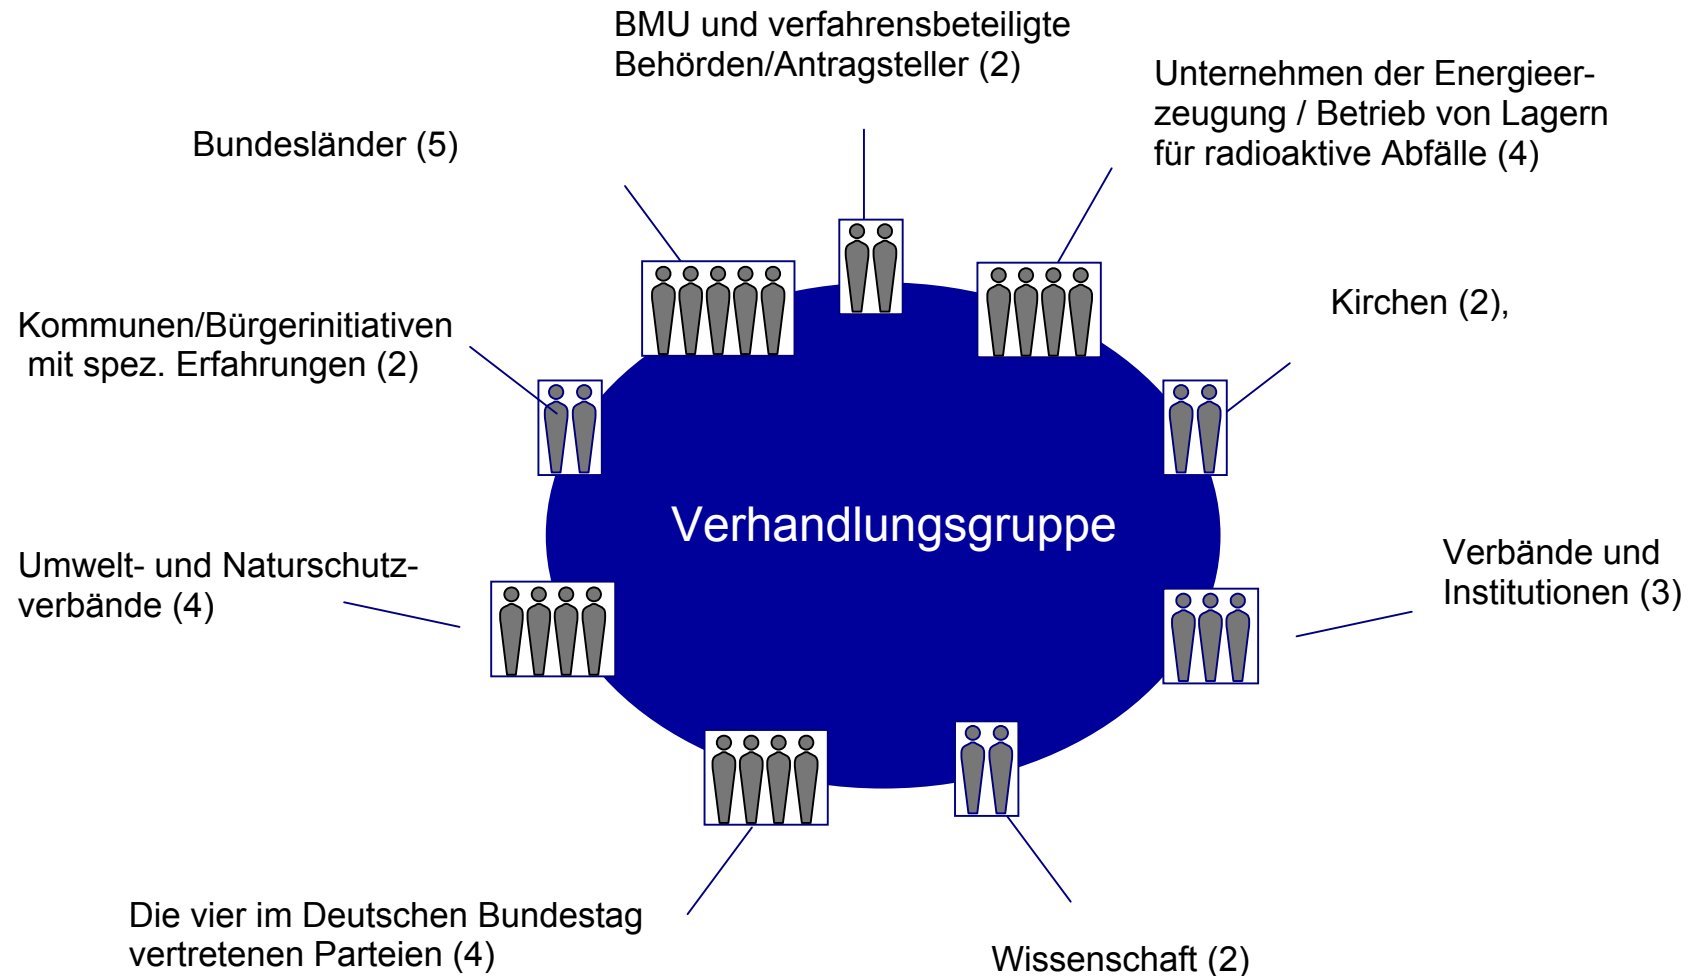 BMU und verfahrensbeteiligte
Behörden/Antragsteller (2)
Unternehmen der Energieer-
zeugung / Betrieb von Lagern
für radioaktive Abfälle (4)
Bundesländer (5)
Kirchen (2),
Kommunen/Bürgerinitiativen
mit spez. Erfahrungen (2)
Verhandlungsgruppe
Umwelt- und Naturschutz-
verbände (4)
Verbände und
Institutionen (3)
Die vier im Deutschen Bundestag
vertretenen Parteien (4)
Wissenschaft (2)